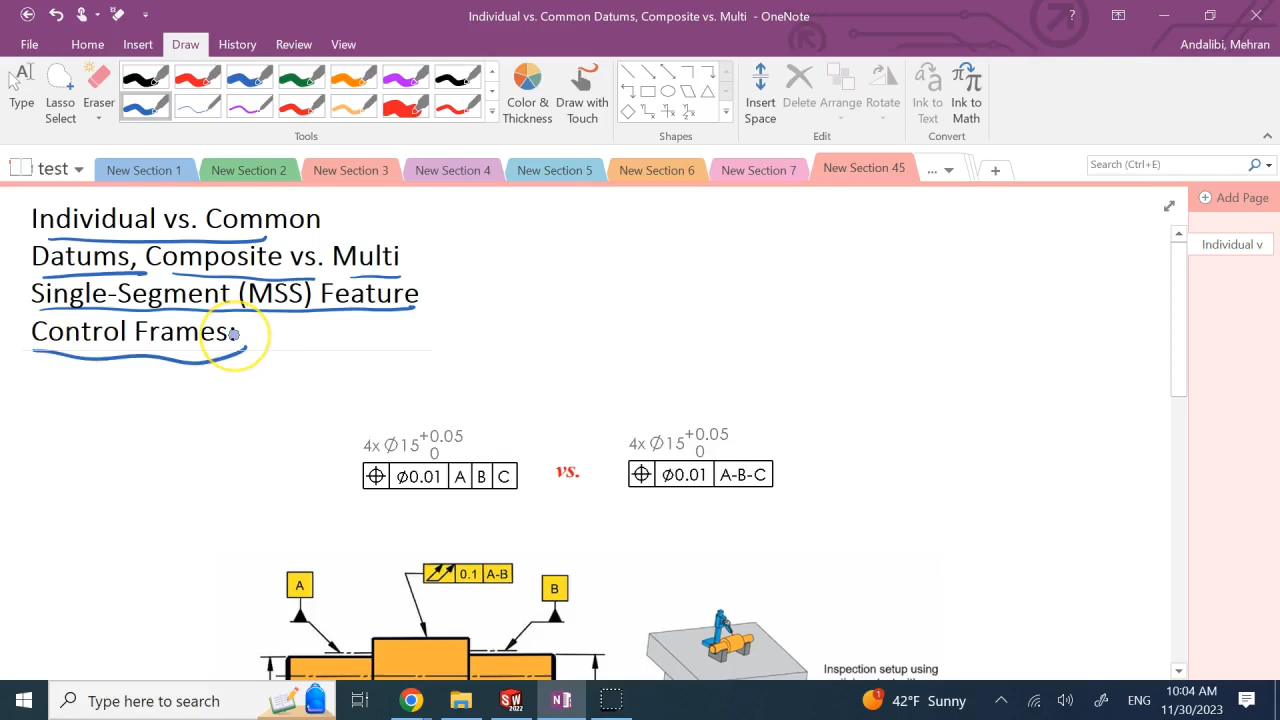 Individual vs. Common Datums, Composite vs. Multi - OneNote
?
File Home Insert Draw History Review View
Andalibi, Mehran
Type
Lasso Select
Eraser
Color & Thickness
Draw with Touch
Insert Space
Delete
Arrange
Rotate
Ink to Text
Ink to Math
Tools
Shapes
Edit
Convert
test
New Section 1
New Section 2
New Section 3
New Section 4
New Section 5
New Section 6
New Section 7
New Section 45
...
Search (Ctrl+E)
Add Page
Individual v
Individual vs. Common
Datums, Composite vs. Multi
Single-Segment (MSS) Feature
Control Frames:
4x Ø15 +0.05 0
⌖ Ø0.01 A B C
vs.
4x Ø15 +0.05 0
⌖ Ø0.01 A-B-C
A
0.1 A-B
B
Inspection setup using
Type here to search
SW 2022
N
1
42°F Sunny
ENG
10:04 AM
11/30/2023